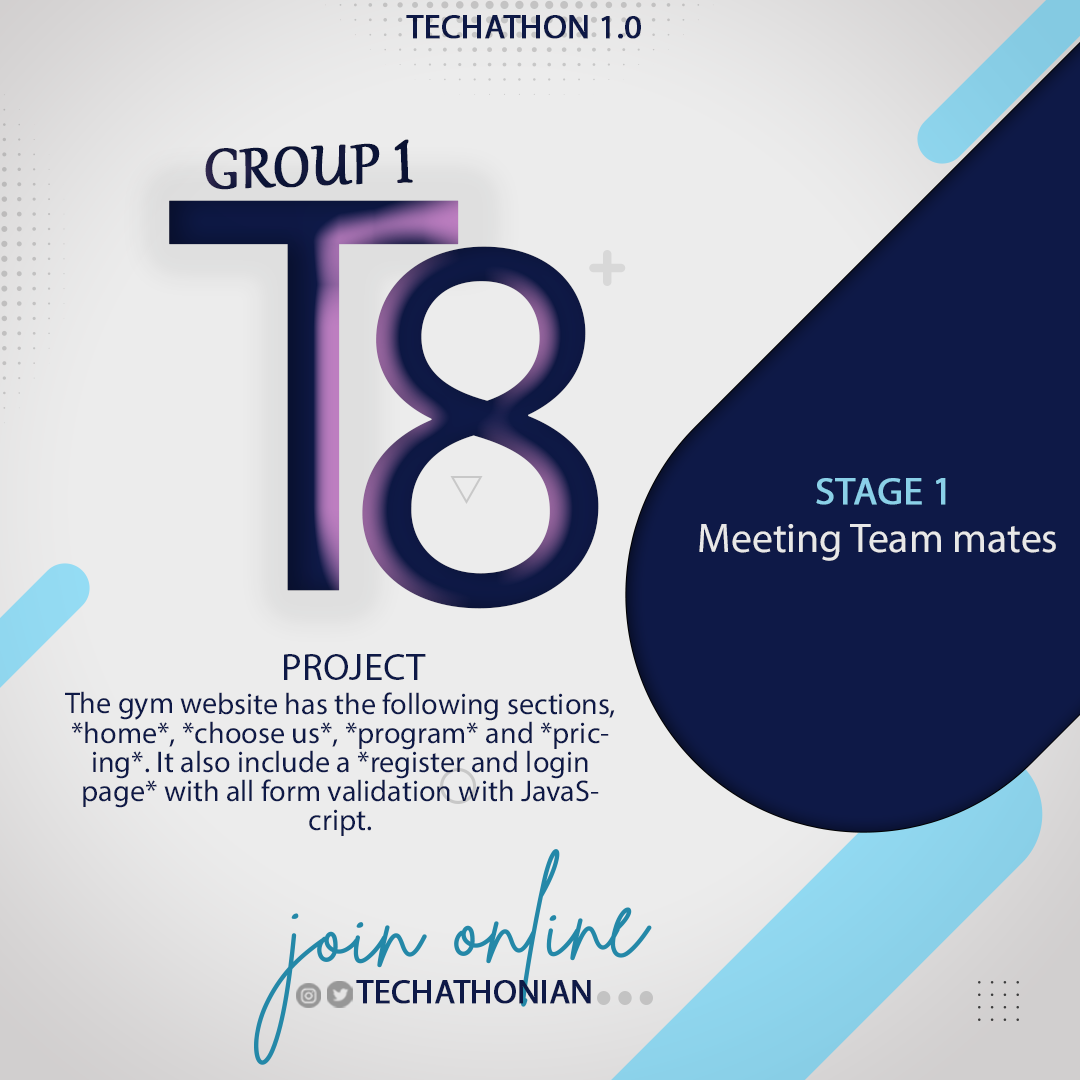 TECHATHON 1.0
GROUP 1
T8
STAGE 1
Meeting Team mates
PROJECT
The gym website has the following sections,
*home*, *choose us*, *program* and *pric-
ing*. It also include a *register and login
page* with all form validation with JavaS-
cript.
join online
TECHATHONIAN